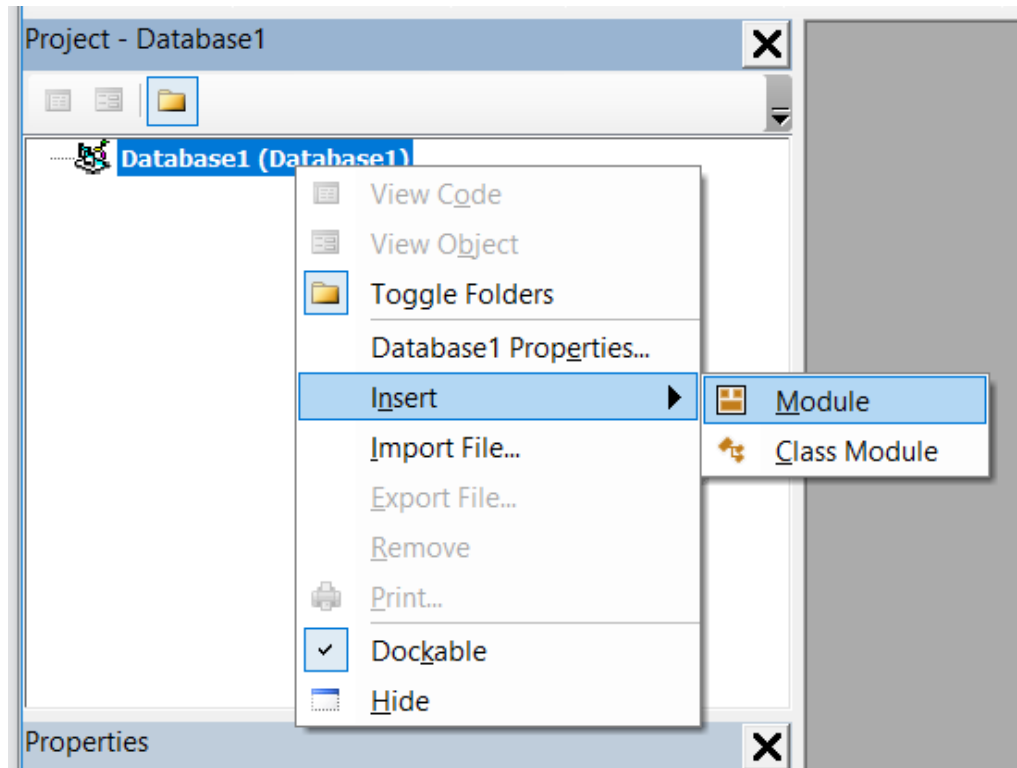 Project - Database1
Database1 (Database1)
View Code
View Object
Toggle Folders
Database1 Properties...
Insert
Module
Import File...
Class Module
Export File...
Remove
Print...
Dockable
Hide
Properties